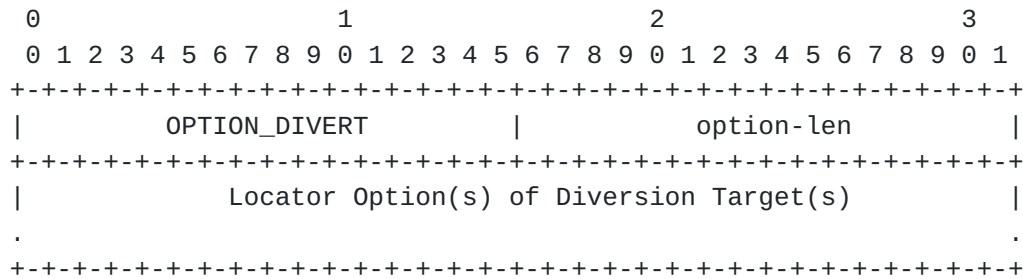 0                   1                   2                   3
 0 1 2 3 4 5 6 7 8 9 0 1 2 3 4 5 6 7 8 9 0 1 2 3 4 5 6 7 8 9 0 1
+-+-+-+-+-+-+-+-+-+-+-+-+-+-+-+-+-+-+-+-+-+-+-+-+-+-+-+-+-+-+-+-+
|         OPTION_DIVERT         |           option-len          |
+-+-+-+-+-+-+-+-+-+-+-+-+-+-+-+-+-+-+-+-+-+-+-+-+-+-+-+-+-+-+-+-+
|             Locator Option(s) of Diversion Target(s)          |
.                                                               .
+-+-+-+-+-+-+-+-+-+-+-+-+-+-+-+-+-+-+-+-+-+-+-+-+-+-+-+-+-+-+-+-+